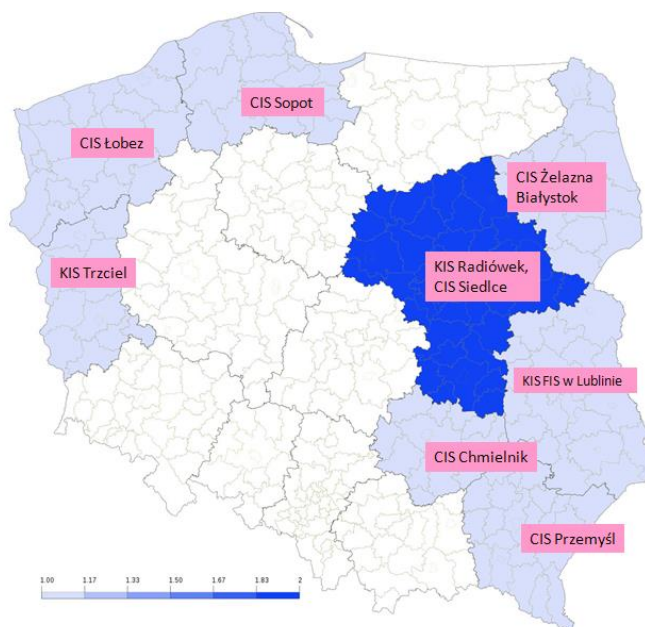 CIS Sopot
CIS Łobez
CIS Żelazna
Białystok
KIS Trzciel
KIS Radiówek,
CIS Siedlce
KIS FIS w Lublinie
CIS Chmielnik
CIS Przemyśl
1.00 1.17 1.33 1.50 1.67 1.83 2